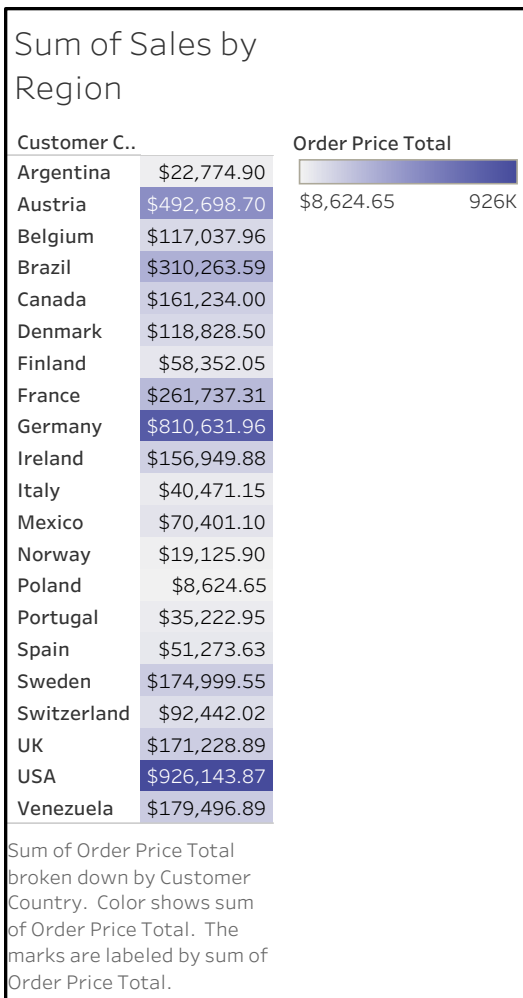 Sum of Sales by
Region
Customer C.. Order Price Total
Argentina $22,774.90
Austria $492,698.70 $8,624.65 926K
Belgium $117,037.96
Brazil $310,263.59
Canada $161,234.00
Denmark $118,828.50
Finland $58,352.05
France $261,737.31
Germany $810,631.96
Ireland $156,949.88
Italy $40,471.15
Mexico $70,401.10
Norway $19,125.90
Poland $8,624.65
Portugal $35,222.95
Spain $51,273.63
Sweden $174,999.55
Switzerland $92,442.02
UK $171,228.89
USA $926,143.87
Venezuela $179,496.89
Sum of Order Price Total
broken down by Customer
Country. Color shows sum
of Order Price Total. The
marks are labeled by sum of
Order Price Total.